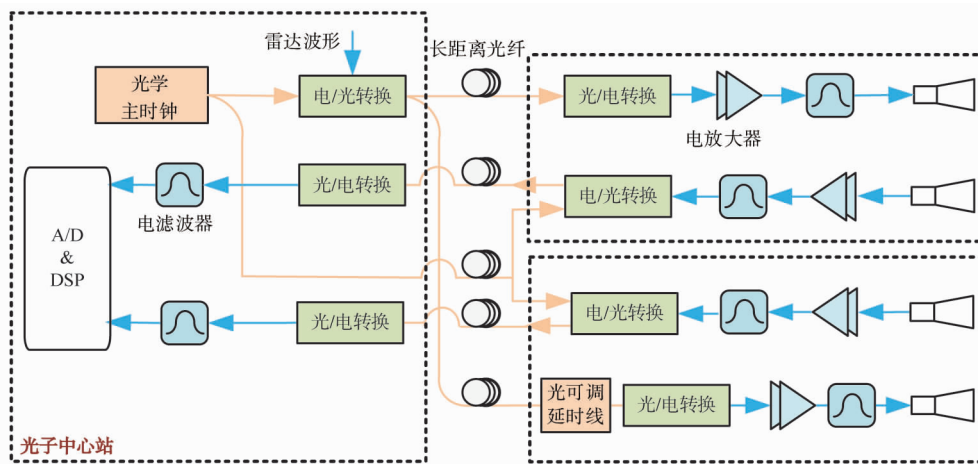 雷达波形
长距离光纤
光学
主时钟
电/光转换
光/电转换
电放大器
光/电转换
电/光转换
电滤波器
A/D
&
DSP
光/电转换
电/光转换
光可调
延时线
光/电转换
光子中心站